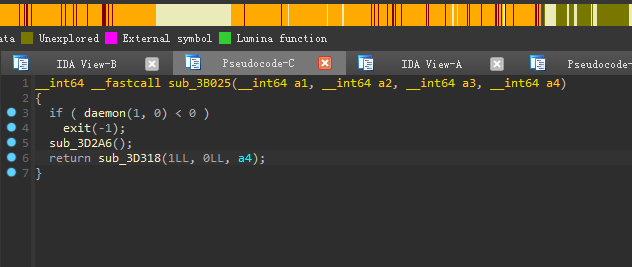 ata Unexplored External symbol Lumina function
IDA View-B Pseudocode-C IDA View-A Pseudocode-
1 __int64 __fastcall sub_3B025(__int64 a1, __int64 a2, __int64 a3, __int64 a4)
2 {
3 if ( daemon(1, 0) < 0 )
4 exit(-1);
5 sub_3D2A6();
6 return sub_3D318(1LL, 0LL, a4);
7 }